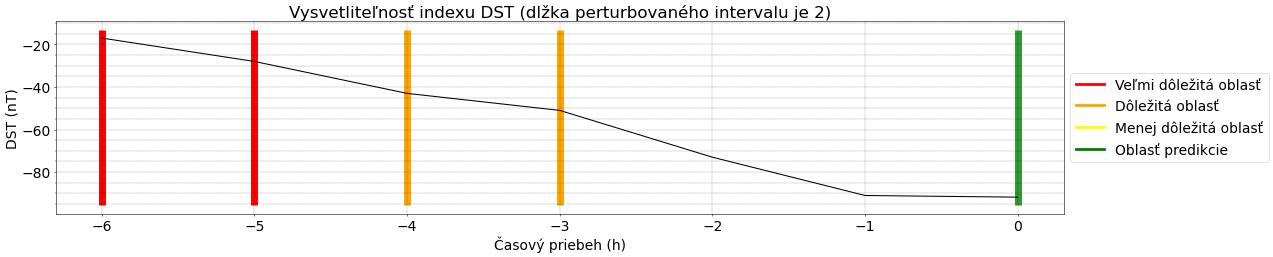 Vysvetliteľnosť indexu DST (dlžka perturbovaného intervalu je 2)
DST (nT)
−20
−40
−60
−80
−6 −5 −4 −3 −2 −1 0
Časový priebeh (h)
Veľmi dôležitá oblasť
Dôležitá oblasť
Menej dôležitá oblasť
Oblasť predikcie